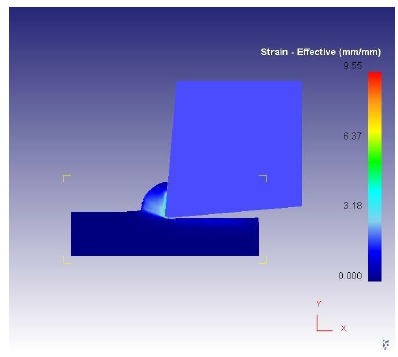 Strain - Effective (mm/mm)
9.55
6.37
3.18
0.000
Y
X